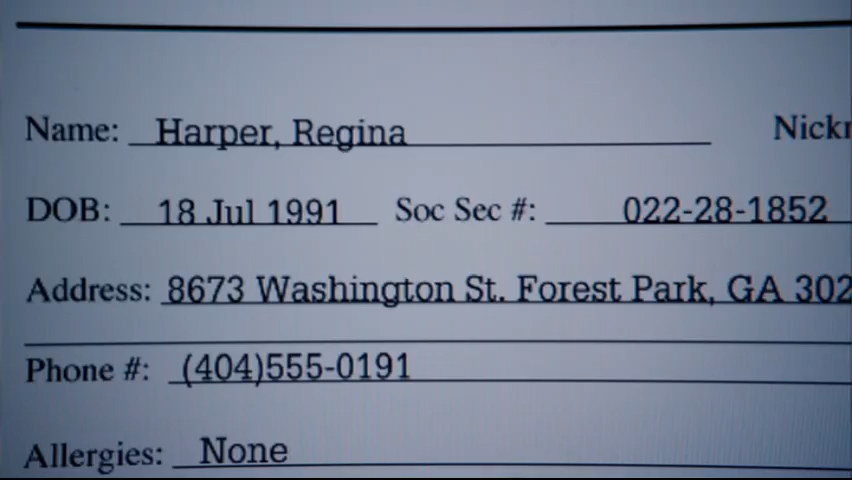 Name: Harper, Regina Nickr
DOB: 18 Jul 1991 Soc Sec #: 022-28-1852
Address: 8673 Washington St. Forest Park, GA 302
Phone #: (404)555-0191
Allergies: None